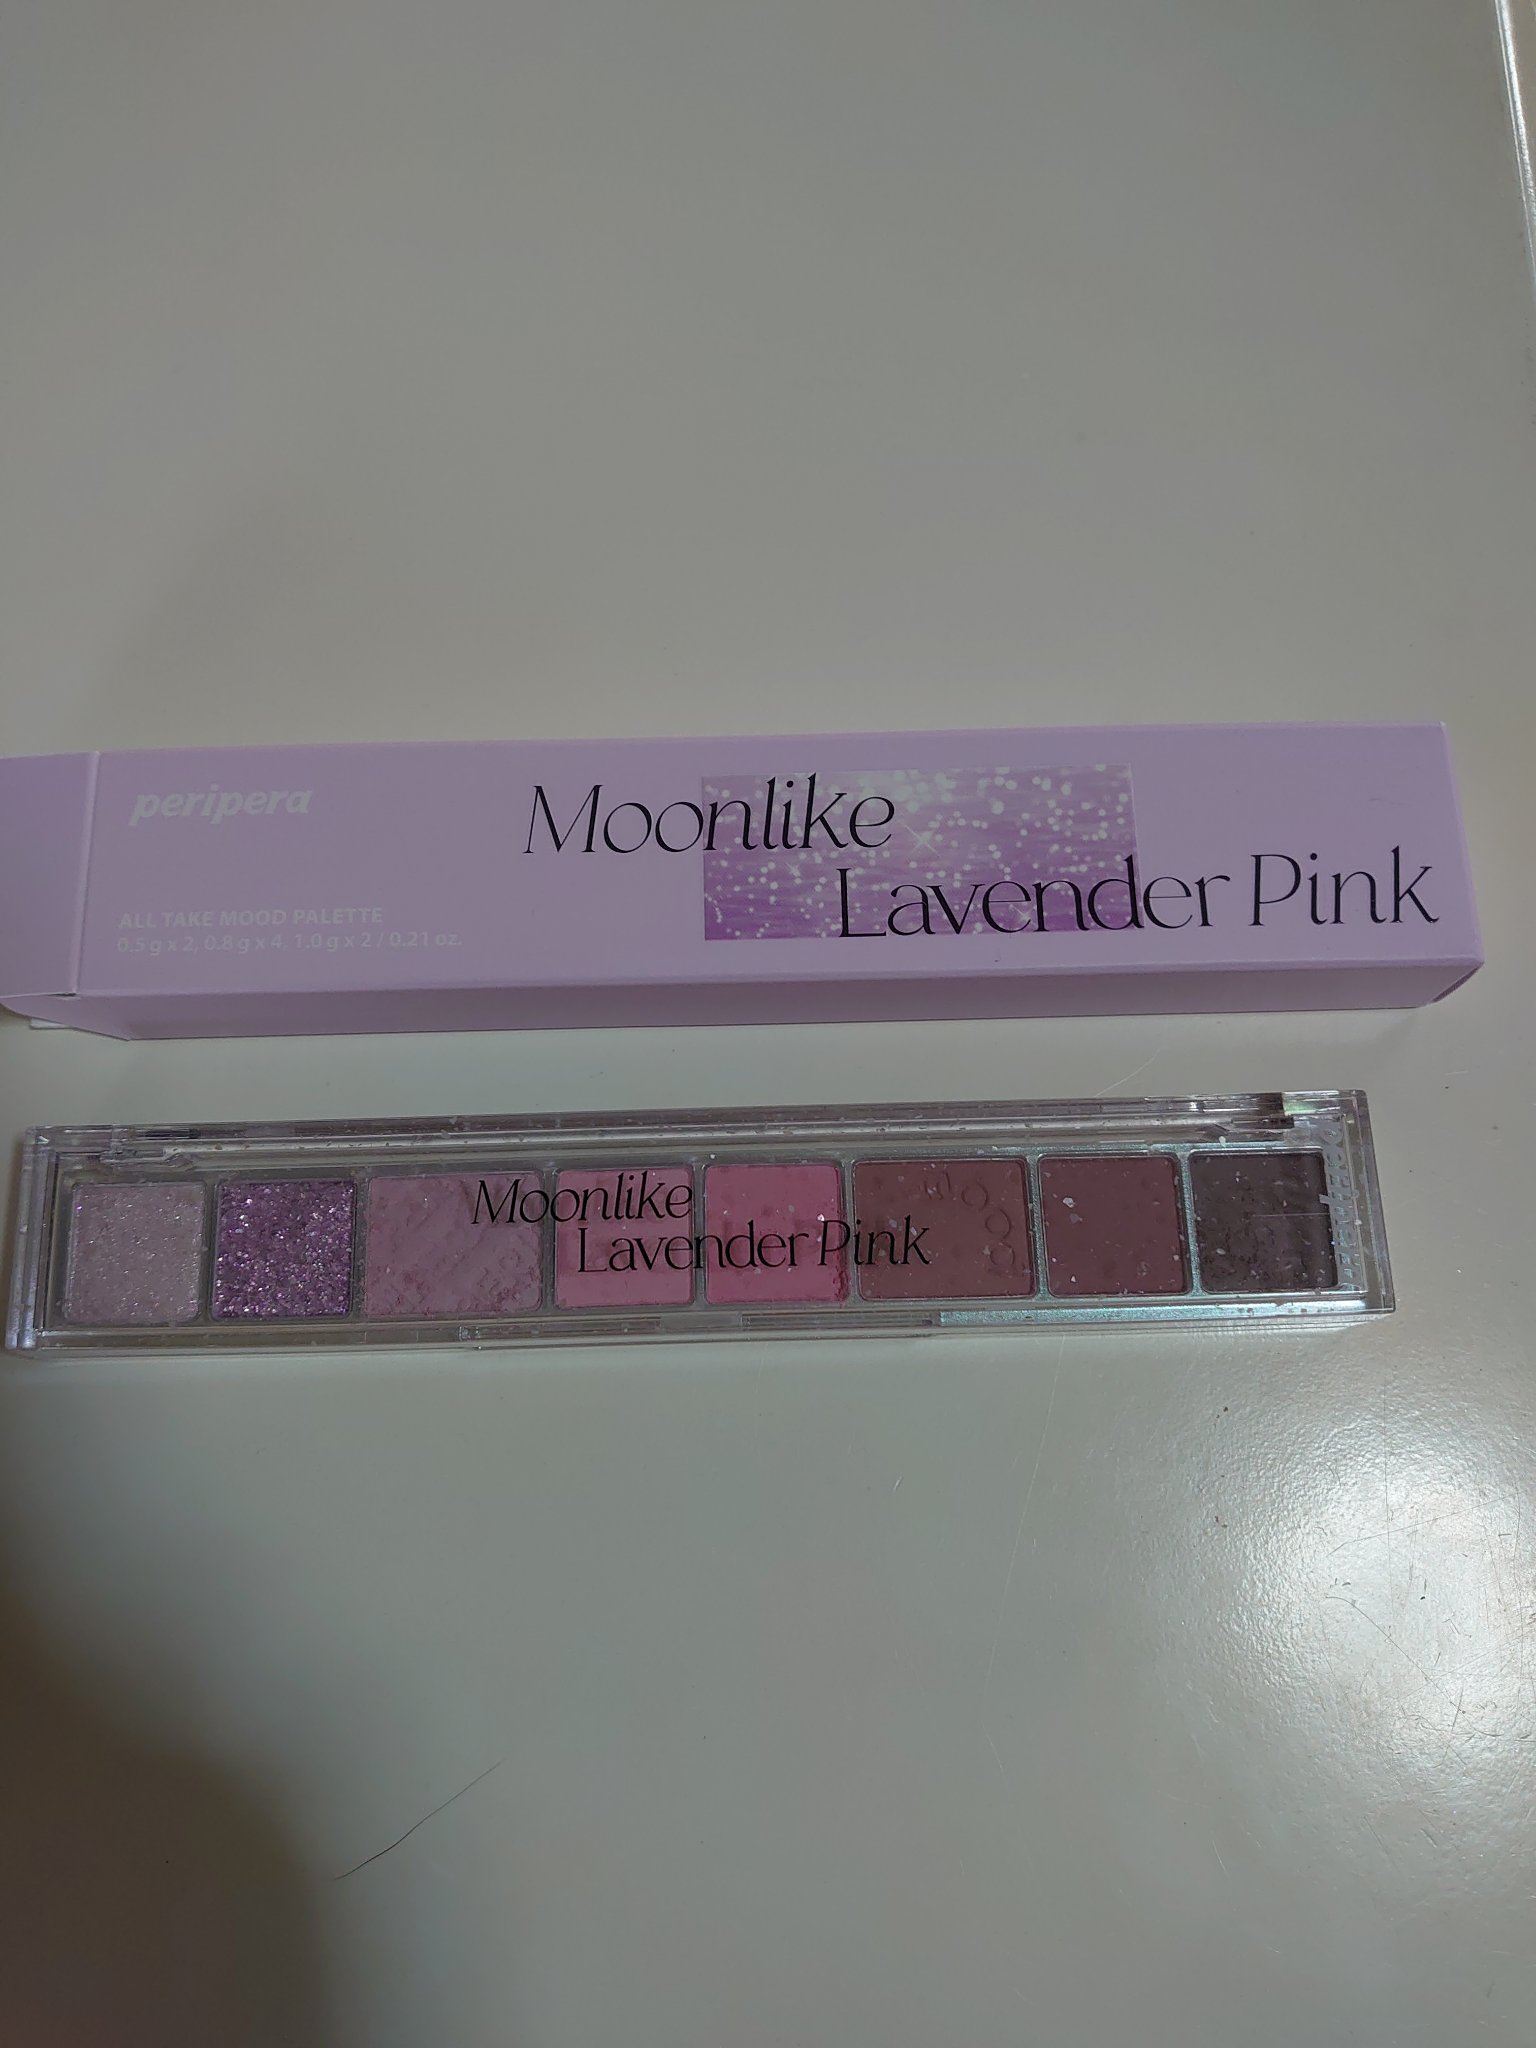 peripera
Moonlike
Lavender Pink
ALL TAKE MOOD PALETTE
0.5 g x 2, 0.8 g x 4, 1.0 g x 2 / 0.21 oz.
Moonlike
Lavender Pink
peripera